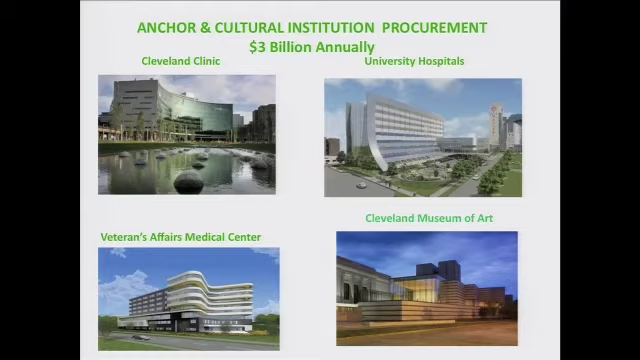 ANCHOR & CULTURAL INSTITUTION PROCUREMENT
$3 Billion Annually
Cleveland Clinic
University Hospitals
Veteran's Affairs Medical Center
Cleveland Museum of Art